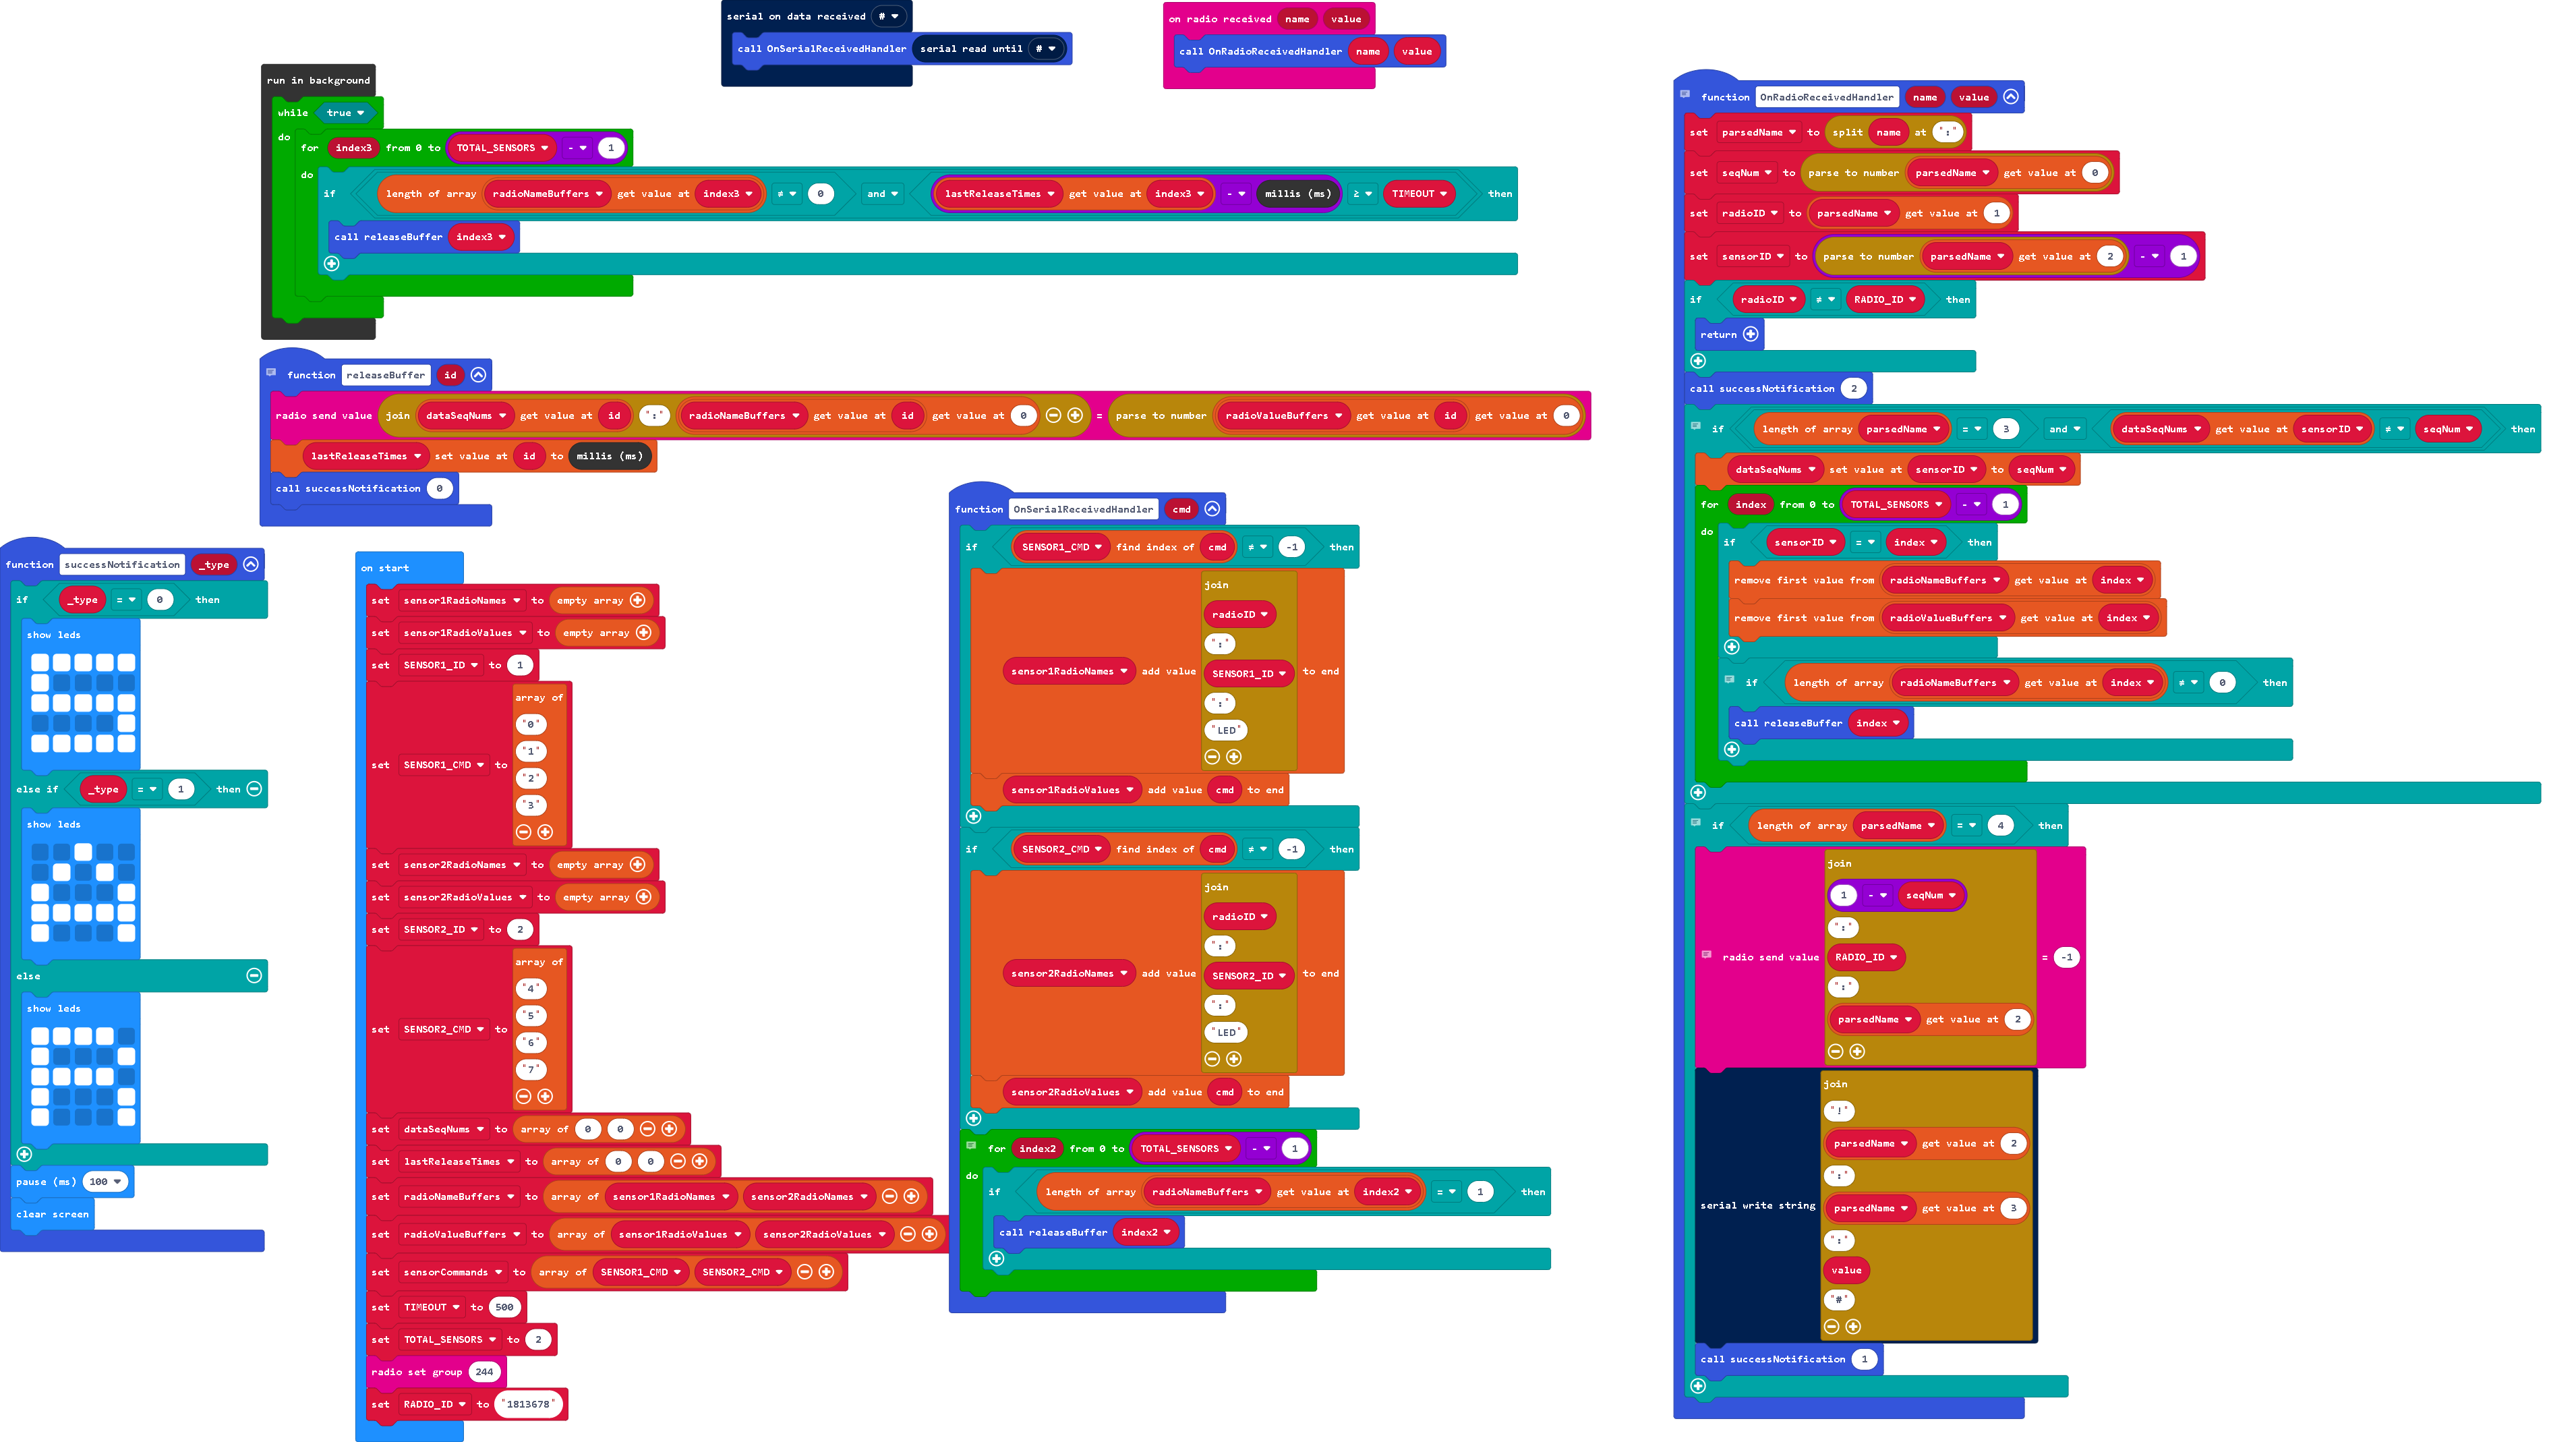 serial on data received #
call OnSerialReceivedHandler serial read until #
on radio received name value
call OnRadioReceivedHandler name value
run in background
while true
do
for index3 from 0 to TOTAL_SENSORS - 1
do
if length of array radioNameBuffers get value at index3 ≠ 0 and lastReleaseTimes get value at index3 - millis (ms) ≥ TIMEOUT then
call releaseBuffer index3
function releaseBuffer id
radio send value join dataSeqNums get value at id ":" radioNameBuffers get value at id get value at 0 = parse to number radioValueBuffers get value at id get value at 0
lastReleaseTimes set value at id to millis (ms)
call successNotification 0
function successNotification _type
if _type = 0 then
show leds
else if _type = 1 then
show leds
else
show leds
pause (ms) 100
clear screen
on start
set sensor1RadioNames to empty array
set sensor1RadioValues to empty array
set SENSOR1_ID to 1
set SENSOR1_CMD to array of
"0"
"1"
"2"
"3"
set sensor2RadioNames to empty array
set sensor2RadioValues to empty array
set SENSOR2_ID to 2
set SENSOR2_CMD to array of
"4"
"5"
"6"
"7"
set dataSeqNums to array of 0 0
set lastReleaseTimes to array of 0 0
set radioNameBuffers to array of sensor1RadioNames sensor2RadioNames
set radioValueBuffers to array of sensor1RadioValues sensor2RadioValues
set sensorCommands to array of SENSOR1_CMD SENSOR2_CMD
set TIMEOUT to 500
set TOTAL_SENSORS to 2
radio set group 244
set RADIO_ID to "1813678"
function OnSerialReceivedHandler cmd
if SENSOR1_CMD find index of cmd ≠ -1 then
sensor1RadioNames add value join
radioID
":"
SENSOR1_ID
":"
"LED"
to end
sensor1RadioValues add value cmd to end
if SENSOR2_CMD find index of cmd ≠ -1 then
sensor2RadioNames add value join
radioID
":"
SENSOR2_ID
":"
"LED"
to end
sensor2RadioValues add value cmd to end
for index2 from 0 to TOTAL_SENSORS - 1
do
if length of array radioNameBuffers get value at index2 = 1 then
call releaseBuffer index2
function OnRadioReceivedHandler name value
set parsedName to split name at ":"
set seqNum to parse to number parsedName get value at 0
set radioID to parsedName get value at 1
set sensorID to parse to number parsedName get value at 2 - 1
if radioID ≠ RADIO_ID then
return
call successNotification 2
if length of array parsedName = 3 and dataSeqNums get value at sensorID ≠ seqNum then
dataSeqNums set value at sensorID to seqNum
for index from 0 to TOTAL_SENSORS - 1
do
if sensorID = index then
remove first value from radioNameBuffers get value at index
remove first value from radioValueBuffers get value at index
if length of array radioNameBuffers get value at index ≠ 0 then
call releaseBuffer index
if length of array parsedName = 4 then
radio send value join
1 - seqNum
":"
RADIO_ID
":"
parsedName get value at 2
= -1
serial write string join
"!"
parsedName get value at 2
":"
parsedName get value at 3
":"
value
"#"
call successNotification 1